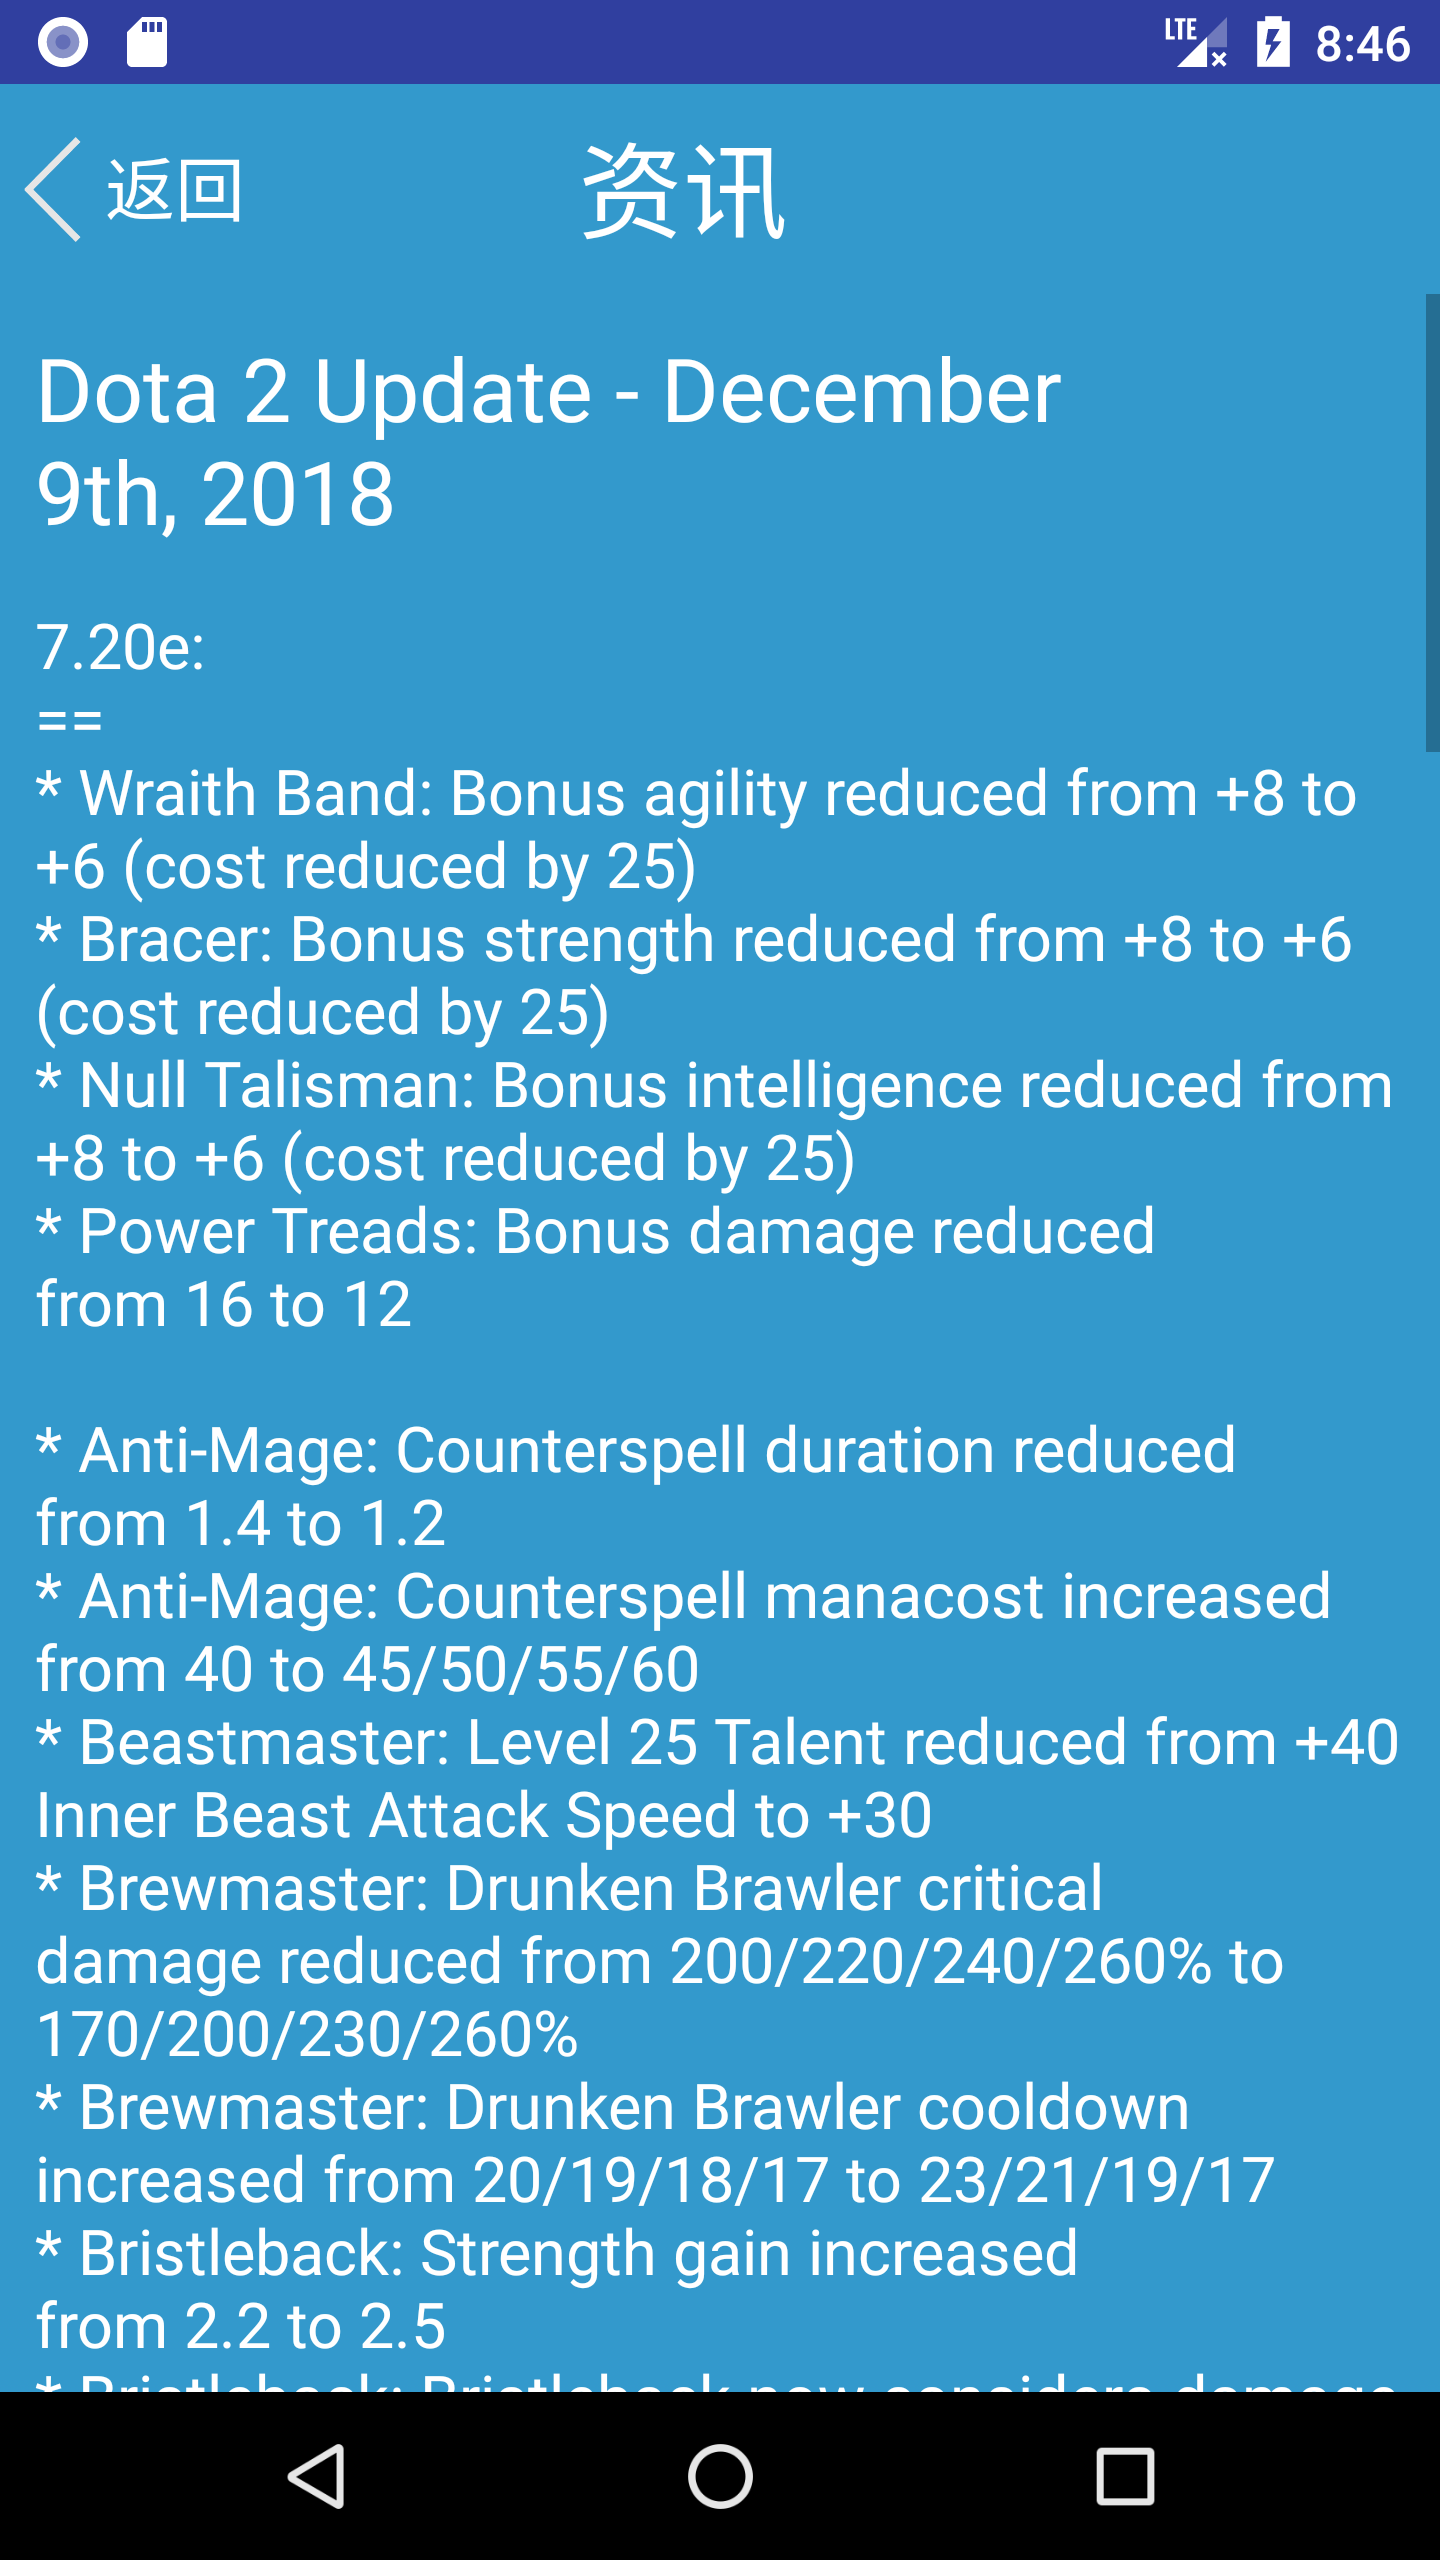 LTE 8:46
返回 资讯
Dota 2 Update - December
9th, 2018
7.20e:
==
* Wraith Band: Bonus agility reduced from +8 to
+6 (cost reduced by 25)
* Bracer: Bonus strength reduced from +8 to +6
(cost reduced by 25)
* Null Talisman: Bonus intelligence reduced from
+8 to +6 (cost reduced by 25)
* Power Treads: Bonus damage reduced
from 16 to 12
* Anti-Mage: Counterspell duration reduced
from 1.4 to 1.2
* Anti-Mage: Counterspell manacost increased
from 40 to 45/50/55/60
* Beastmaster: Level 25 Talent reduced from +40
Inner Beast Attack Speed to +30
* Brewmaster: Drunken Brawler critical
damage reduced from 200/220/240/260% to
170/200/230/260%
* Brewmaster: Drunken Brawler cooldown
increased from 20/19/18/17 to 23/21/19/17
* Bristleback: Strength gain increased
from 2.2 to 2.5
* Bristleback: Bristleback now considers damage